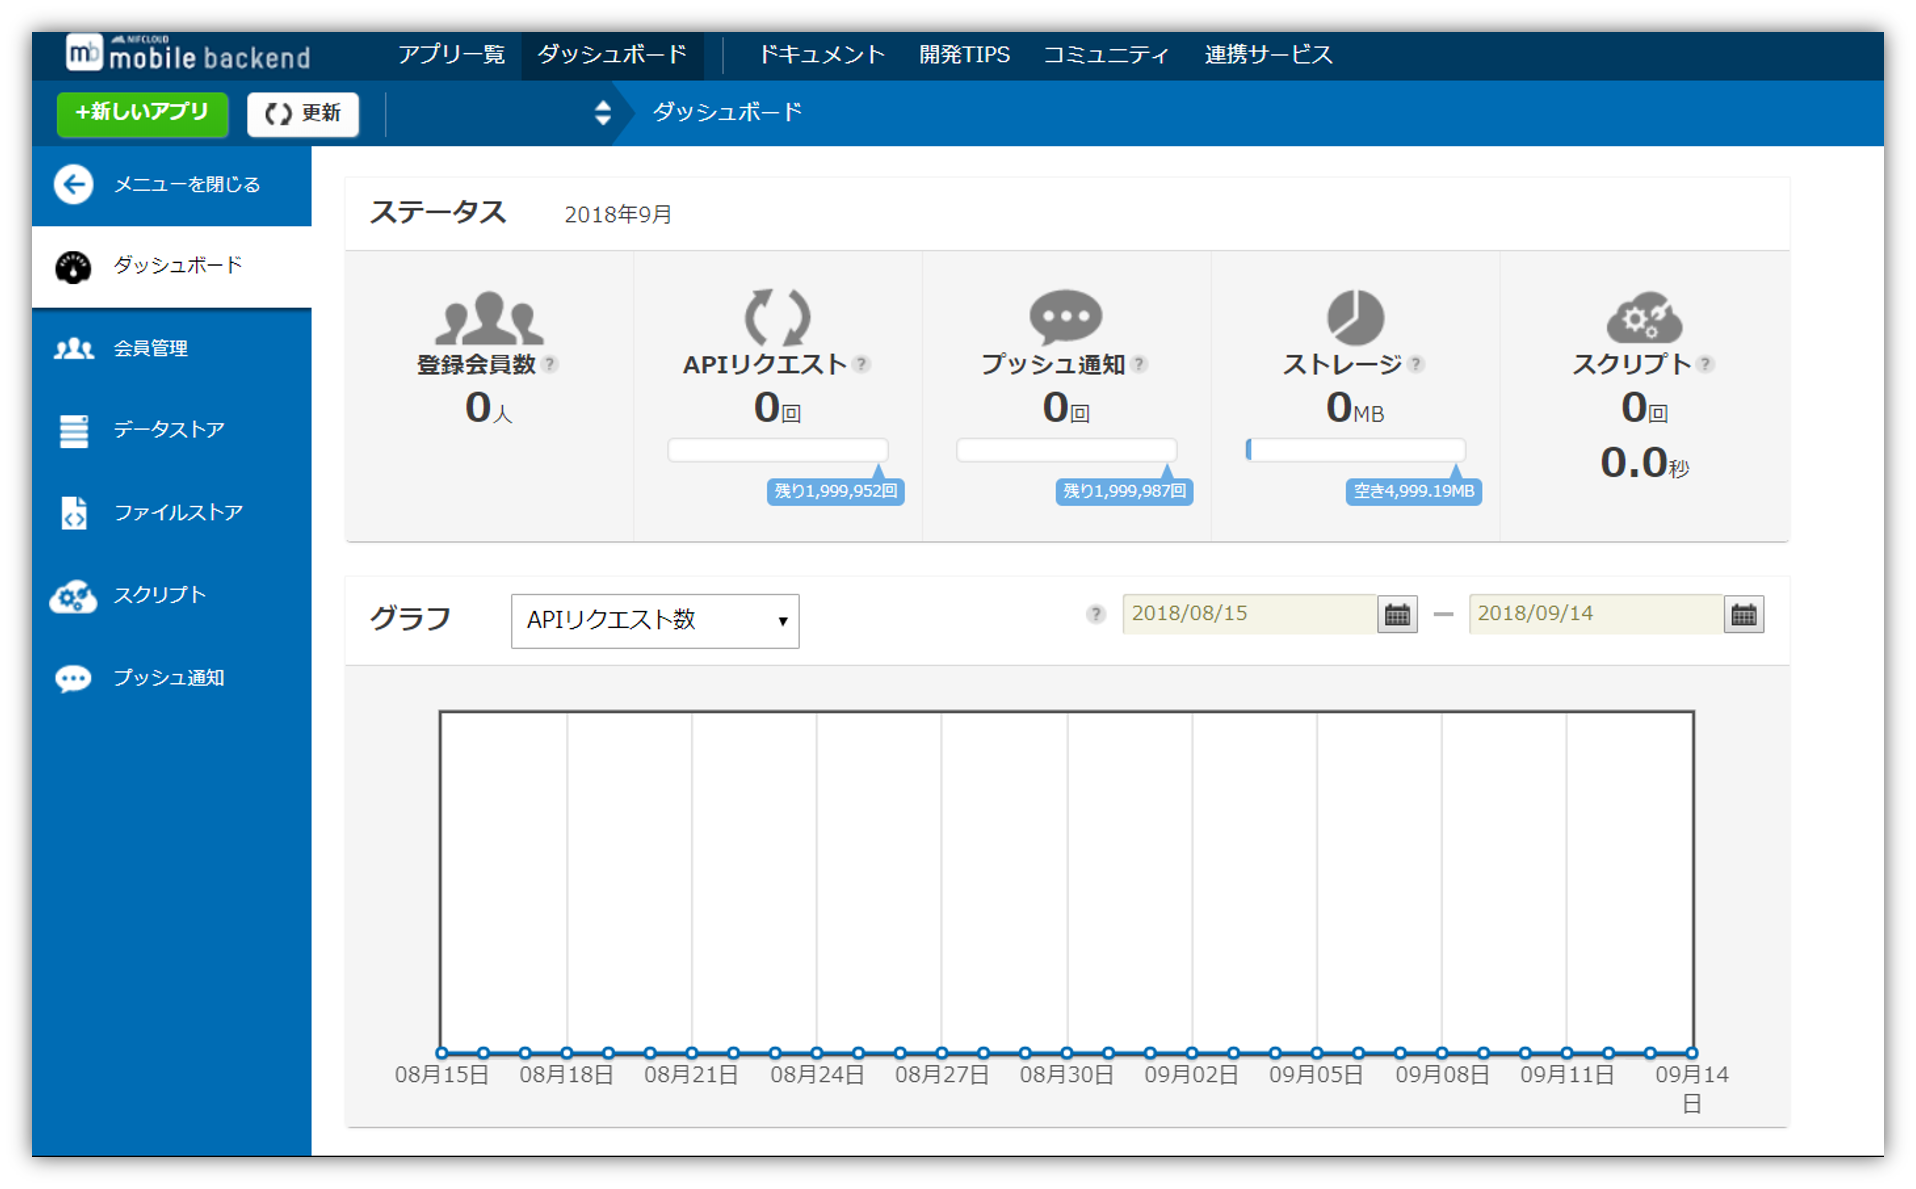 NIFCLOUD
mb mobile backend
アプリ一覧 ダッシュボード ドキュメント 開発TIPS コミュニティ 連携サービス
+新しいアプリ 更新 ダッシュボード
メニューを閉じる
ダッシュボード
会員管理
データストア
ファイルストア
スクリプト
プッシュ通知
ステータス 2018年9月
登録会員数 ?
0人
APIリクエスト ?
0回
残り1,999,952回
プッシュ通知 ?
0回
残り1,999,987回
ストレージ ?
0MB
空き4,999.19MB
スクリプト ?
0回
0.0秒
グラフ APIリクエスト数 ? 2018/08/15 — 2018/09/14
08月15日 08月18日 08月21日 08月24日 08月27日 08月30日 09月02日 09月05日 09月08日 09月11日 09月14
日